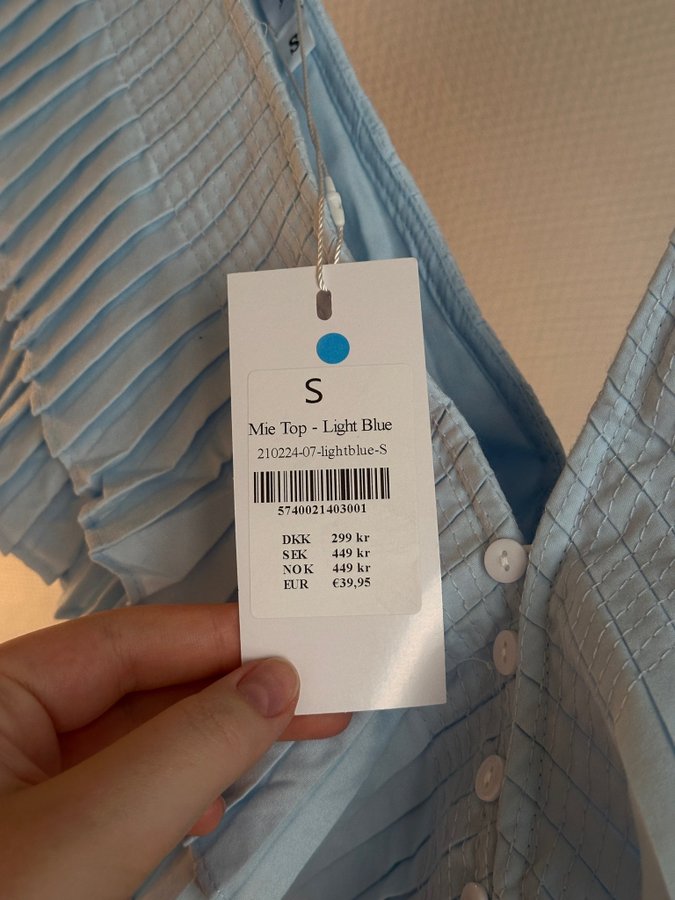 S
S
Mie Top - Light Blue
210224-07-lightblue-S
5740021403001
DKK 299 kr
SEK 449 kr
NOK 449 kr
EUR €39,95